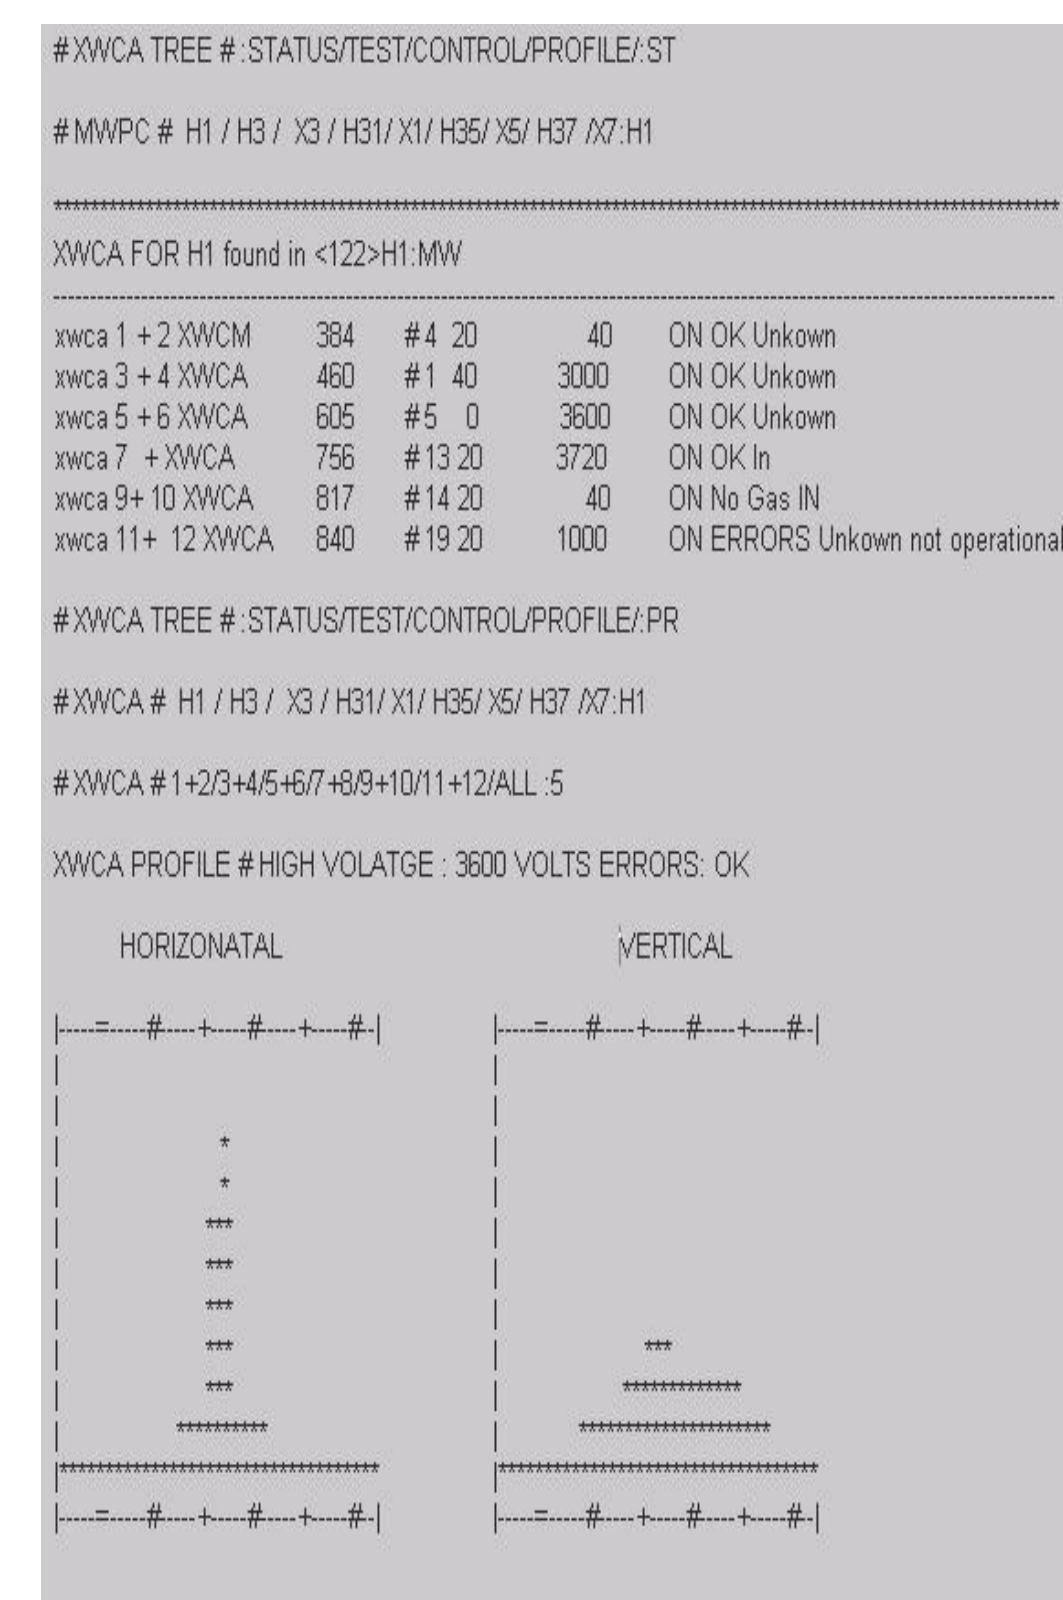 #XWCA TREE # :STATUS/TEST/CONTROL/PROFILE/:ST
#MWPC # H1 / H3 / X3 / H31/ X1/ H35/ X5/ H37 /X7:H1
**************************************************************************************************************
XWCA FOR H1 found in <122>H1:MW
--------------------------------------------------------------------------------------------------------------
xwca 1 + 2 XWCM 384 #4 20 40 ON OK Unkown
xwca 3 + 4 XWCA 460 #1 40 3000 ON OK Unkown
xwca 5 + 6 XWCA 605 #5 0 3600 ON OK Unkown
xwca 7 + XWCA 756 #13 20 3720 ON OK In
xwca 9+ 10 XWCA 817 #14 20 40 ON No Gas IN
xwca 11+ 12 XWCA 840 #19 20 1000 ON ERRORS Unkown not operational
#XWCA TREE # :STATUS/TEST/CONTROL/PROFILE/:PR
#XWCA # H1 / H3 / X3 / H31/ X1/ H35/ X5/ H37 /X7:H1
#XWCA # 1+2/3+4/5+6/7+8/9+10/11+12/ALL :5
XWCA PROFILE # HIGH VOLATGE : 3600 VOLTS ERRORS: OK
HORIZONATAL VERTICAL
|-----=-----#----+----#----+----#-| |-----=----#----+-----#----+-----#-|
| |
| |
| * |
| * |
| *** |
| *** |
| *** |
| *** | ***
| *** | *************
| ********** | *********************
|*********************************** |***********************************
|-----=-----#----+----#----+----#-| |-----=----#----+-----#----+-----#-|